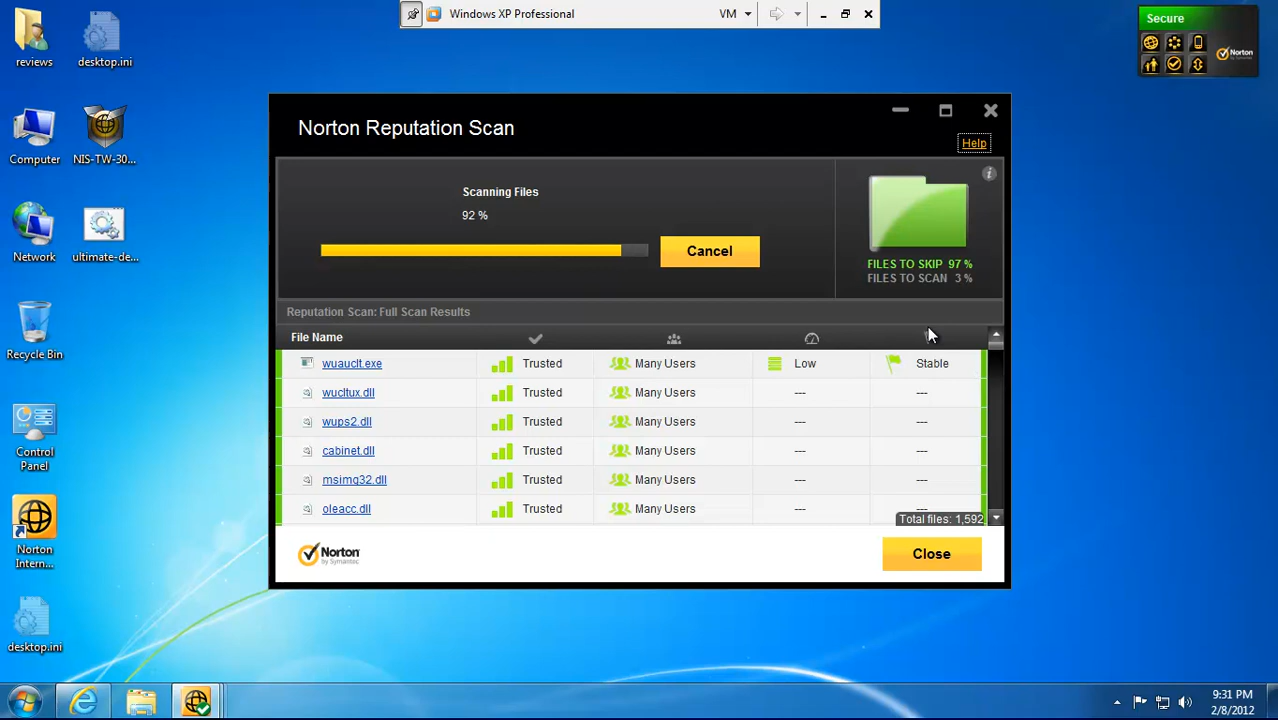 Windows XP Professional
VM
Secure
Norton
by Symantec
reviews
desktop.ini
Computer
NIS-TW-30...
Network
ultimate-de...
Recycle Bin
Control
Panel
Norton
Intern...
desktop.ini
Norton Reputation Scan
Help
Scanning Files
92 %
Cancel
FILES TO SKIP 97 %
FILES TO SCAN 3 %
Reputation Scan: Full Scan Results
File Name
wuauclt.exe Trusted Many Users Low Stable
wucltux.dll Trusted Many Users --- ---
wups2.dll Trusted Many Users --- ---
cabinet.dll Trusted Many Users --- ---
msimg32.dll Trusted Many Users --- ---
oleacc.dll Trusted Many Users --- ---
Total files: 1,592
Norton
by Symantec
Close
9:31 PM
2/8/2012